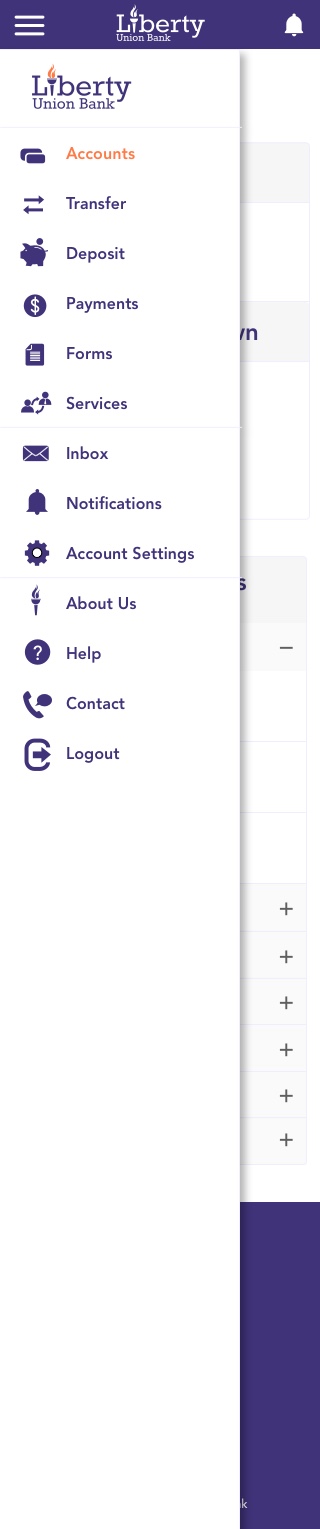 Liberty
Union Bank
Liberty
Union Bank
Accounts
Transfer
Deposit
Payments
Forms
Services
Inbox
Notifications
Account Settings
About Us
Help
Contact
Logout